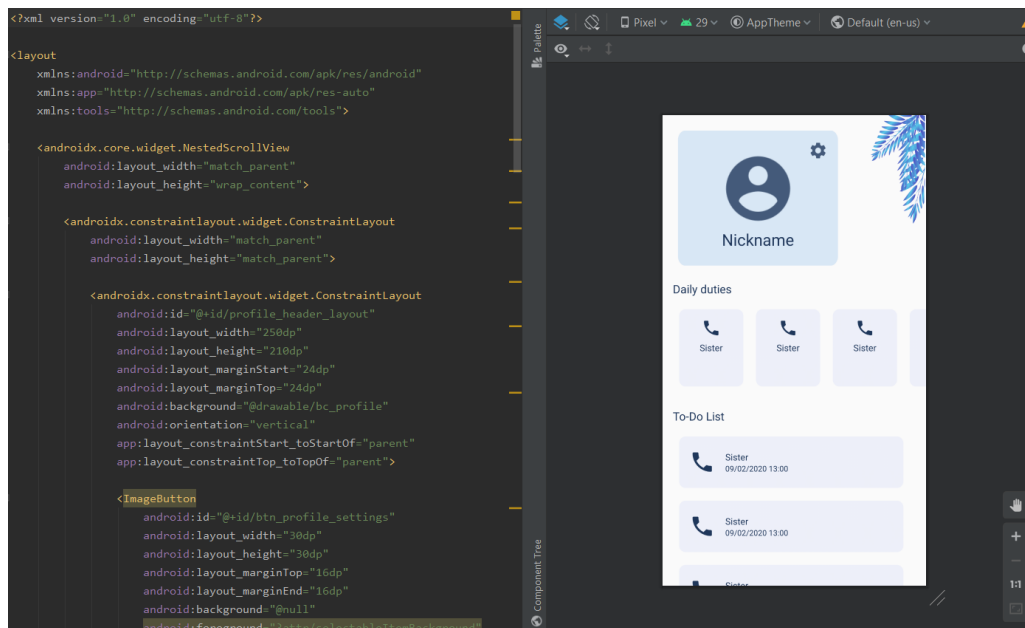 <?xml version="1.0" encoding="utf-8"?>
<layout
xmlns:android="http://schemas.android.com/apk/res/android"
xmlns:app="http://schemas.android.com/apk/res-auto"
xmlns:tools="http://schemas.android.com/tools">
<androidx.core.widget.NestedScrollView
android:layout_width="match_parent"
android:layout_height="wrap_content">
<androidx.constraintlayout.widget.ConstraintLayout
android:layout_width="match_parent"
android:layout_height="match_parent">
<androidx.constraintlayout.widget.ConstraintLayout
android:id="@+id/profile_header_layout"
android:layout_width="250dp"
android:layout_height="210dp"
android:layout_marginStart="24dp"
android:layout_marginTop="24dp"
android:background="@drawable/bc_profile"
android:orientation="vertical"
app:layout_constraintStart_toStartOf="parent"
app:layout_constraintTop_toTopOf="parent">
<ImageButton
android:id="@+id/btn_profile_settings"
android:layout_width="30dp"
android:layout_height="30dp"
android:layout_marginTop="16dp"
android:layout_marginEnd="16dp"
android:background="@null"
android:foreground="?attr/selectableItemBackground"
Palette
Component Tree
Pixel
29
AppTheme
Default (en-us)
Nickname
Daily duties
Sister
Sister
Sister
To-Do List
Sister
09/02/2020 13:00
Sister
09/02/2020 13:00
Sister
1:1